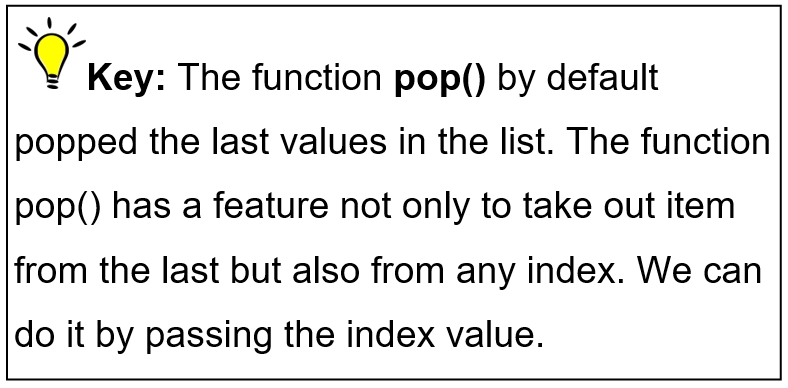 Key: The function pop() by default
popped the last values in the list. The function
pop() has a feature not only to take out item
from the last but also from any index. We can
do it by passing the index value.